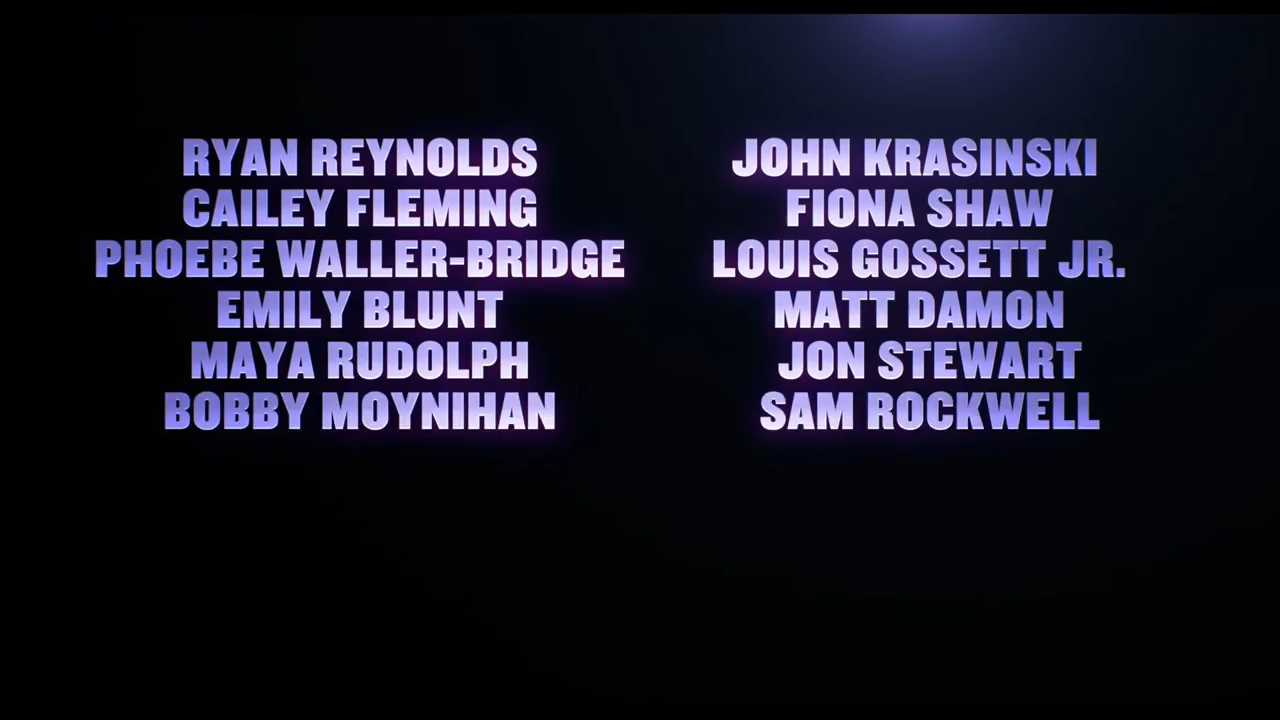 RYAN REYNOLDS
CAILEY FLEMING
PHOEBE WALLER-BRIDGE
EMILY BLUNT
MAYA RUDOLPH
BOBBY MOYNIHAN
JOHN KRASINSKI
FIONA SHAW
LOUIS GOSSETT JR.
MATT DAMON
JON STEWART
SAM ROCKWELL